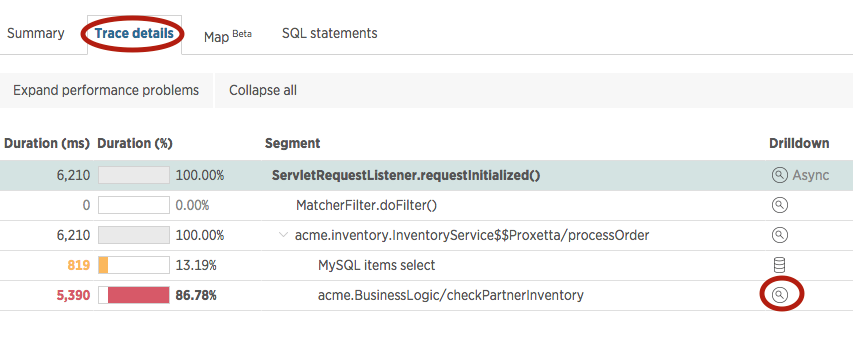 Summary Trace details Map Beta SQL statements
Expand performance problems Collapse all
Duration (ms) Duration (%) Segment Drilldown
6,210 100.00% ServletRequestListener.requestInitialized() Async
0 0.00% MatcherFilter.doFilter()
6,210 100.00% acme.inventory.InventoryService$$Proxetta/processOrder
819 13.19% MySQL items select
5,390 86.78% acme.BusinessLogic/checkPartnerInventory